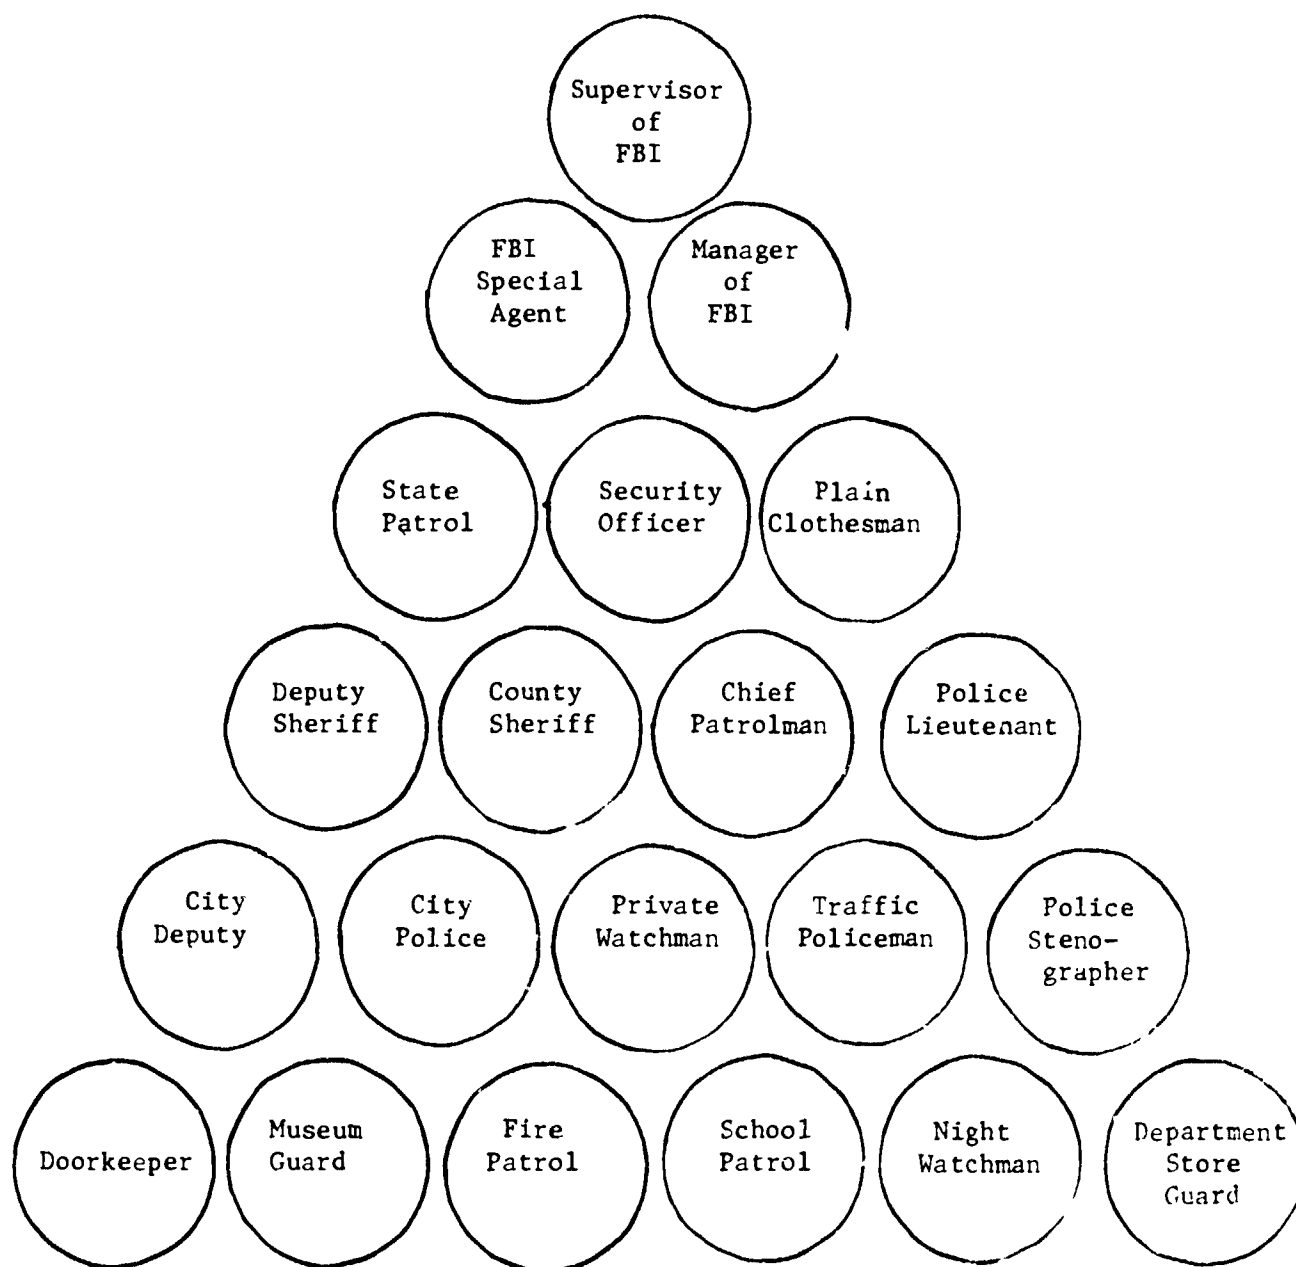 Supervisor
of
FBI
FBI
Special
Agent
Manager
of
FBI
State
Patrol
Security
Officer
Plain
Clothesman
Deputy
Sheriff
County
Sheriff
Chief
Patrolman
Police
Lieutenant
City
Deputy
City
Police
Private
Watchman
Traffic
Policeman
Police
Steno-
grapher
Doorkeeper
Museum
Guard
Fire
Patrol
School
Patrol
Night
Watchman
Department
Store
Guard